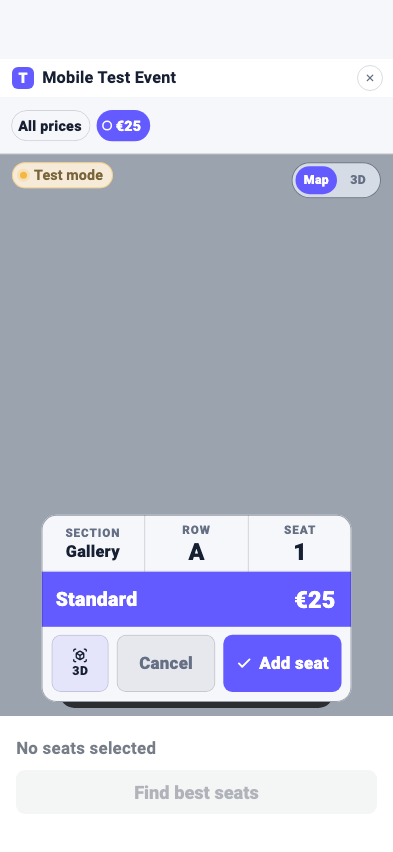 T Mobile Test Event
All prices €25
Test mode
Map 3D
SECTION ROW SEAT
Gallery A 1
Standard €25
3D Cancel Add seat
No seats selected
Find best seats